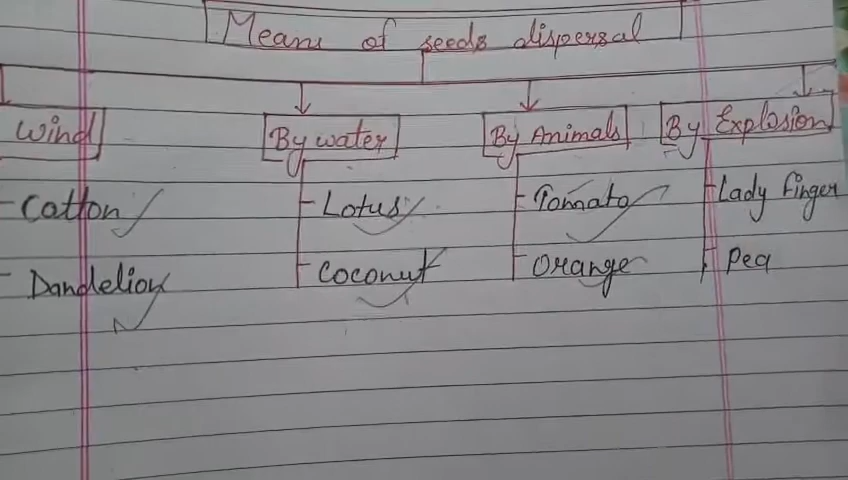 Means of seeds dispersal
Wind
By water
By Animals
By Explosion
Cotton
Lotus
Tomato
Lady Finger
Dandelion
Coconut
Orange
Pea